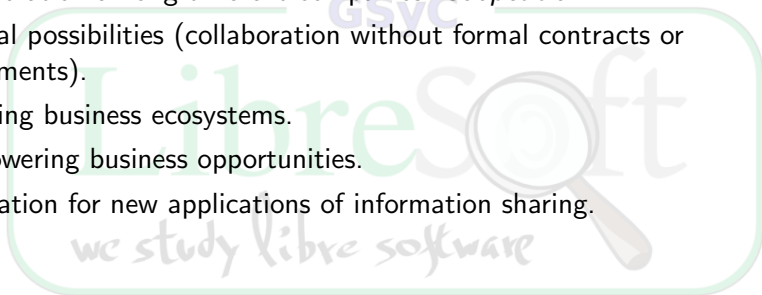 GSyC
al possibilities (collaboration without formal contracts or
ments).
ing business ecosystems.
owering business opportunities.
ation for new applications of information sharing.
LibreSoft
we study libre software